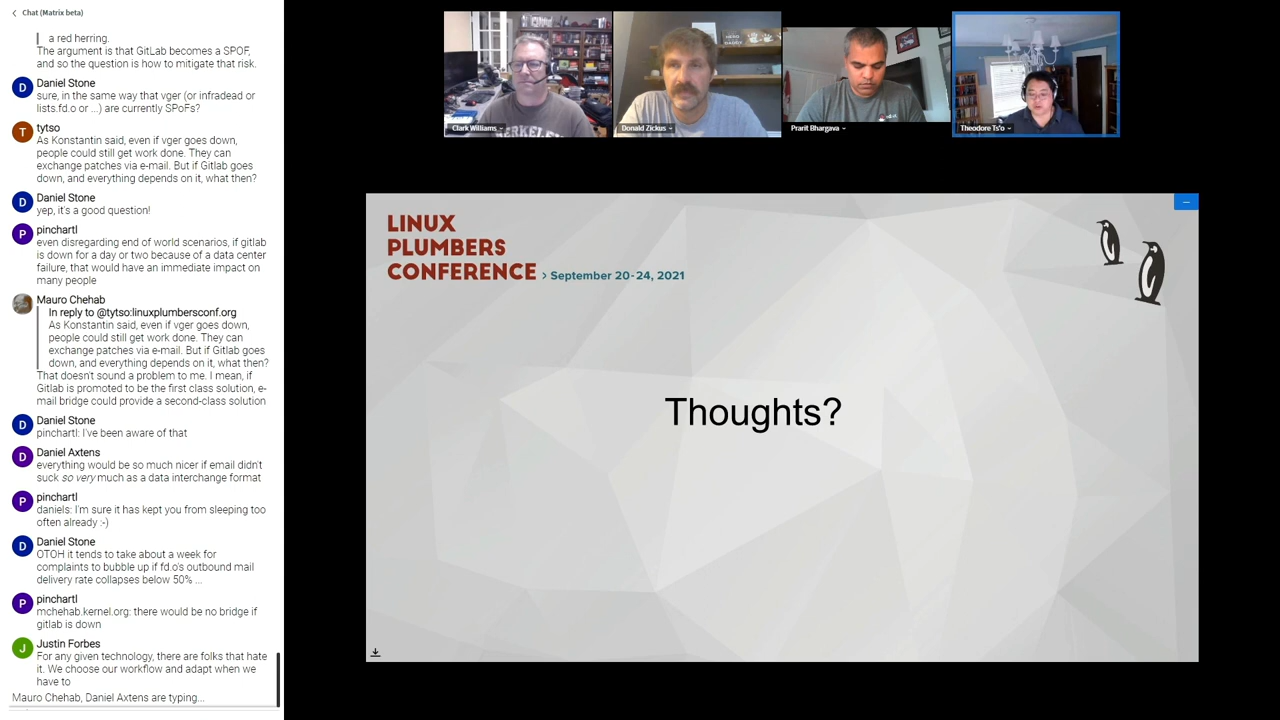 Chat (Matrix beta)
a red herring.
The argument is that GitLab becomes a SPOF,
and so the question is how to mitigate that risk.
D
Daniel Stone
sure, in the same way that vger (or infradead or
lists.fd.o or ...) are currently SPoFs?
T
tytso
As Konstantin said, even if vger goes down,
people could still get work done. They can
exchange patches via e-mail. But if Gitlab goes
down, and everything depends on it, what then?
D
Daniel Stone
yep, it's a good question!
P
pinchartl
even disregarding end of world scenarios, if gitlab
is down for a day or two because of a data center
failure, that would have an immediate impact on
many people
Mauro Chehab
In reply to @tytso:linuxplumbersconf.org
As Konstantin said, even if vger goes down,
people could still get work done. They can
exchange patches via e-mail. But if Gitlab goes
down, and everything depends on it, what then?
That doesn't sound a problem to me. I mean, if
Gitlab is promoted to be the first class solution, e-
mail bridge could provide a second-class solution
D
Daniel Stone
pinchartl: I've been aware of that
D
Daniel Axtens
everything would be so much nicer if email didn't
suck so very much as a data interchange format
P
pinchartl
daniels: I'm sure it has kept you from sleeping too
often already :-)
D
Daniel Stone
OTOH it tends to take about a week for
complaints to bubble up if fd.o's outbound mail
delivery rate collapses below 50% ...
P
pinchartl
mchehab.kernel.org: there would be no bridge if
gitlab is down
J
Justin Forbes
For any given technology, there are folks that hate
it. We choose our workflow and adapt when we
have to
Mauro Chehab, Daniel Axtens are typing...
Clark Williams
Donald Zickus
Prarit Bhargava
Theodore Ts'o
LINUX
PLUMBERS
CONFERENCE > September 20-24, 2021
Thoughts?